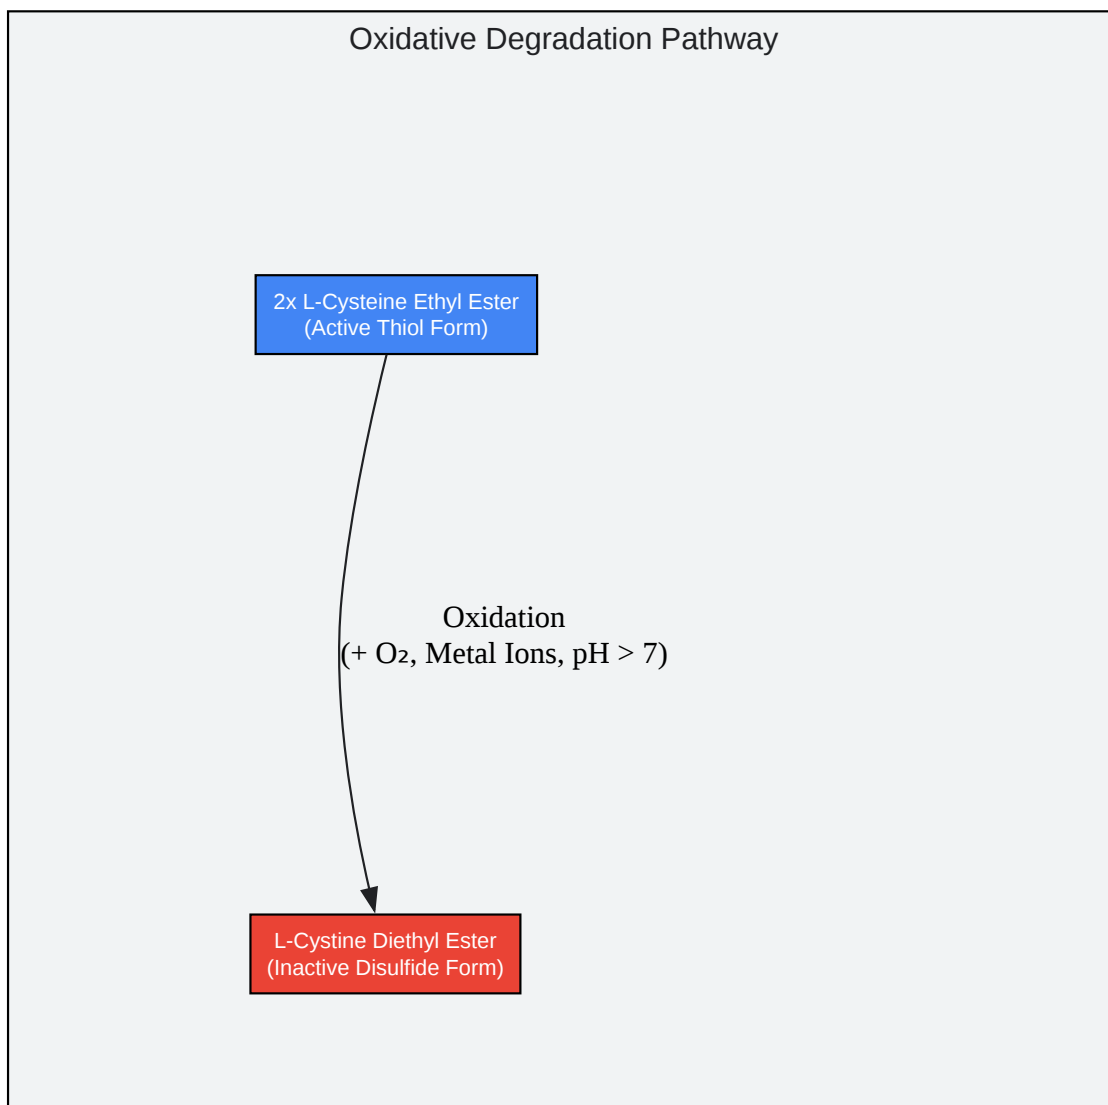 Oxidative Degradation Pathway
2x L-Cysteine Ethyl Ester
(Active Thiol Form)
Oxidation
(+ O₂, Metal Ions, pH > 7)
L-Cystine Diethyl Ester
(Inactive Disulfide Form)